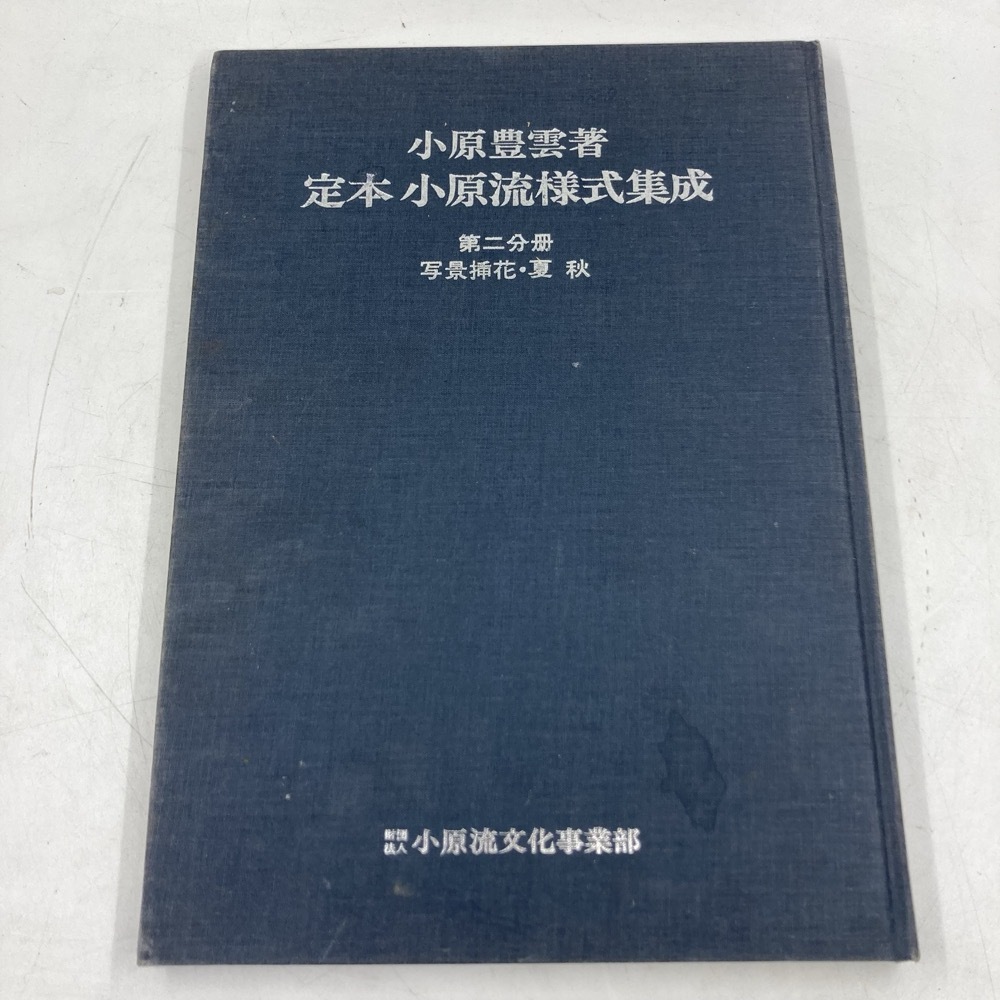 小原豊雲著
定本 小原流様式集成
第二分册
写景挿花・夏 秋
財団法人 小原流文化事業部